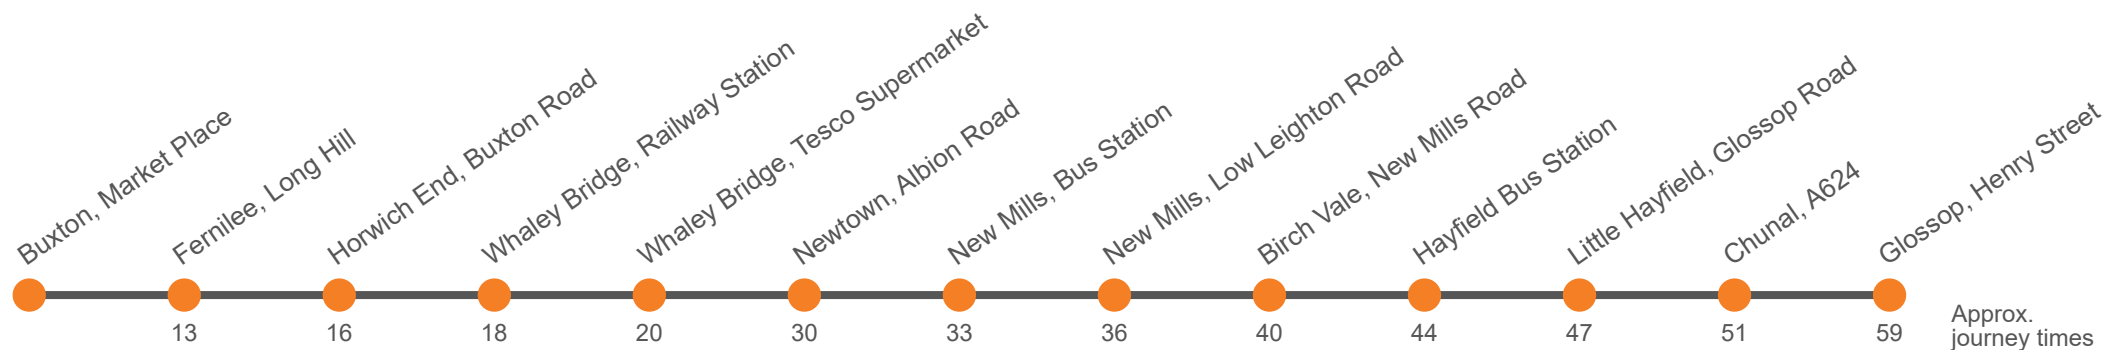 Buxton, Market Place
Fernilee, Long Hill
Horwich End, Buxton Road
Whaley Bridge, Railway Station
Whaley Bridge, Tesco Supermarket
Newtown, Albion Road
New Mills, Bus Station
New Mills, Low Leighton Road
Birch Vale, New Mills Road
Hayfield Bus Station
Little Hayfield, Glossop Road
Chunal, A624
Glossop, Henry Street
13 16 18 20 30 33 36 40 44 47 51 59
Approx.
journey times